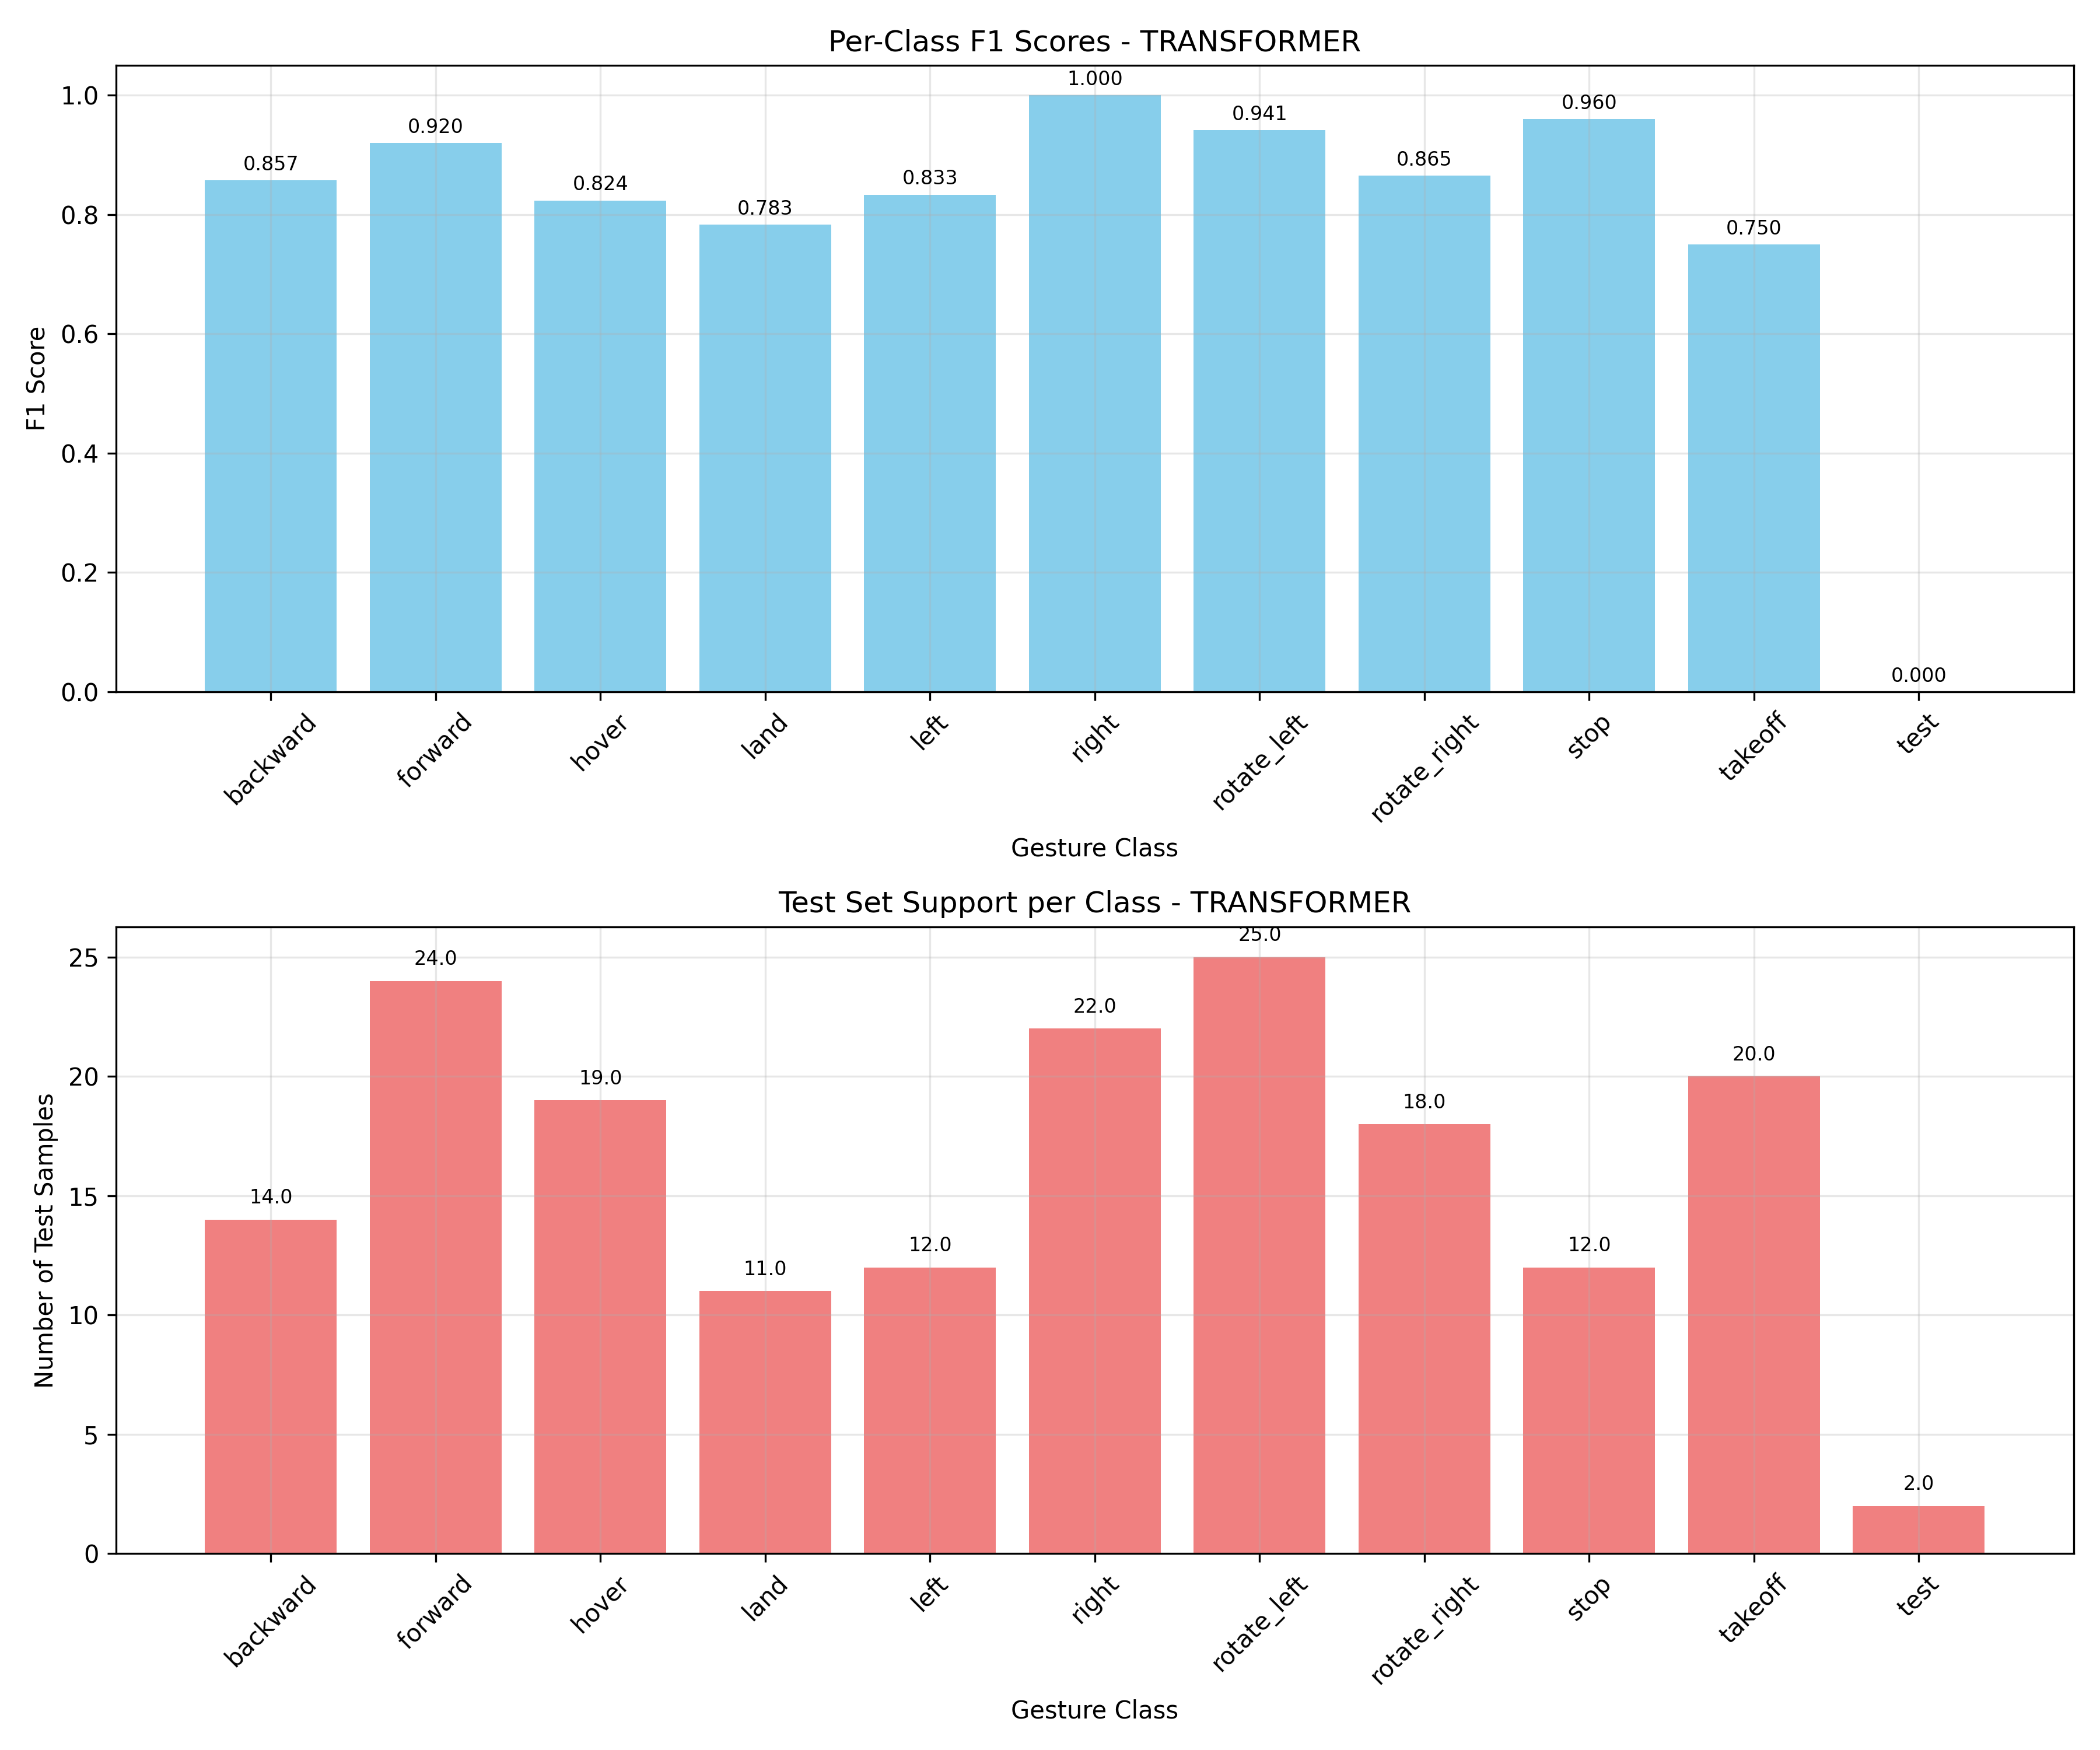 Per-Class F1 Scores - TRANSFORMER
F1 Score
1.0
0.8
0.6
0.4
0.2
0.0
0.857
0.920
0.824
0.783
0.833
1.000
0.941
0.865
0.960
0.750
0.000
backward
forward
hover
land
left
right
rotate_left
rotate_right
stop
takeoff
test
Gesture Class
Test Set Support per Class - TRANSFORMER
Number of Test Samples
25
20
15
10
5
0
14.0
24.0
19.0
11.0
12.0
22.0
25.0
18.0
12.0
20.0
2.0
backward
forward
hover
land
left
right
rotate_left
rotate_right
stop
takeoff
test
Gesture Class